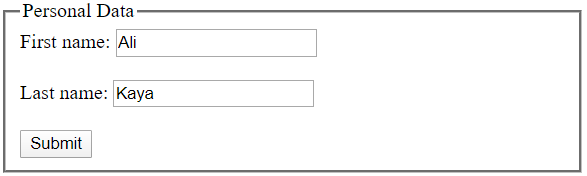 Personal Data
First name: Ali
Last name: Kaya
Submit